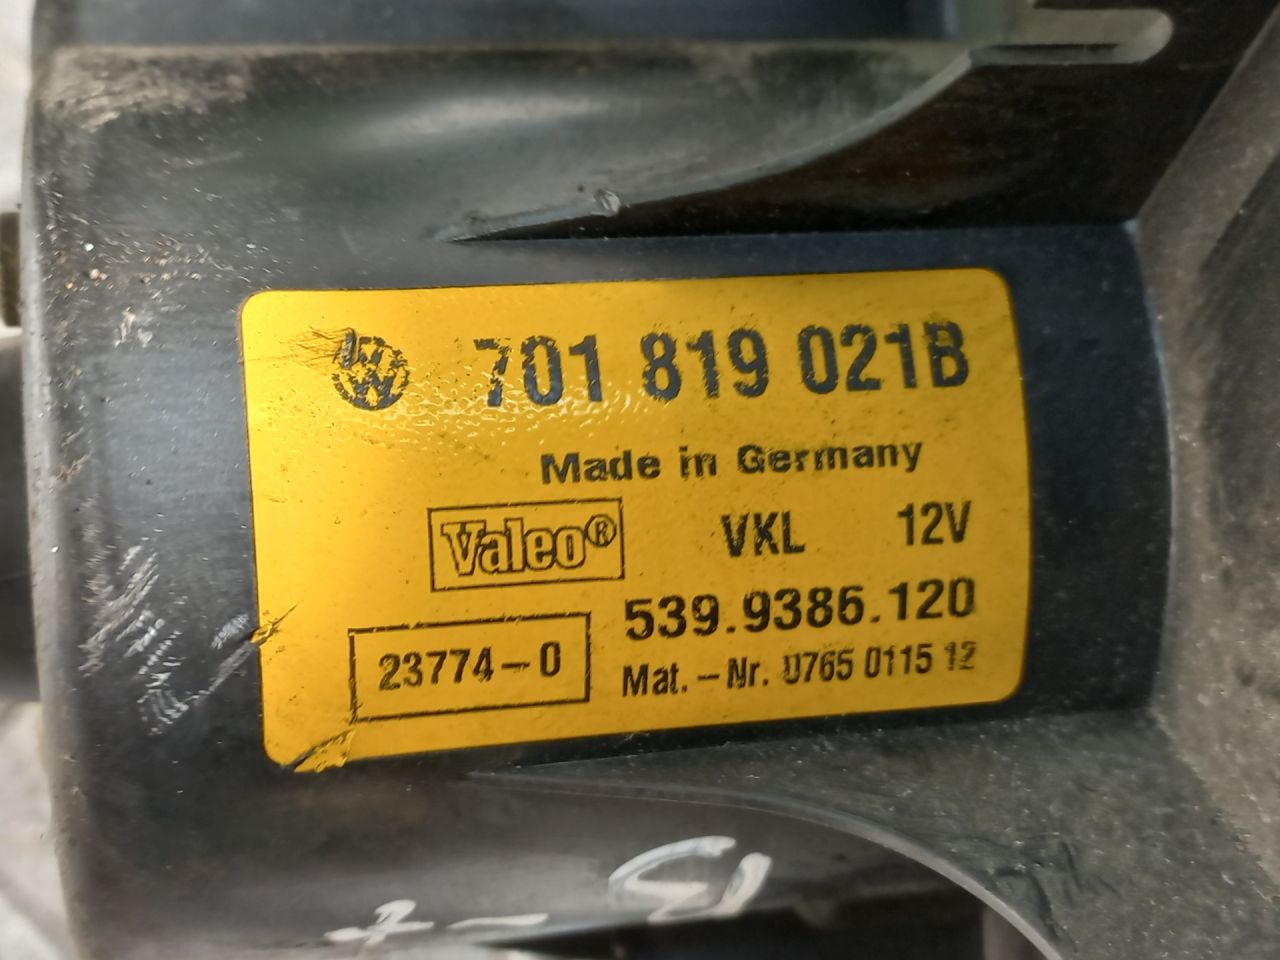 VW 701 819 021B
Made in Germany
Valeo® VKL 12V
539.9386.120
23774-0
Mat.-Nr. 0765 0115 12